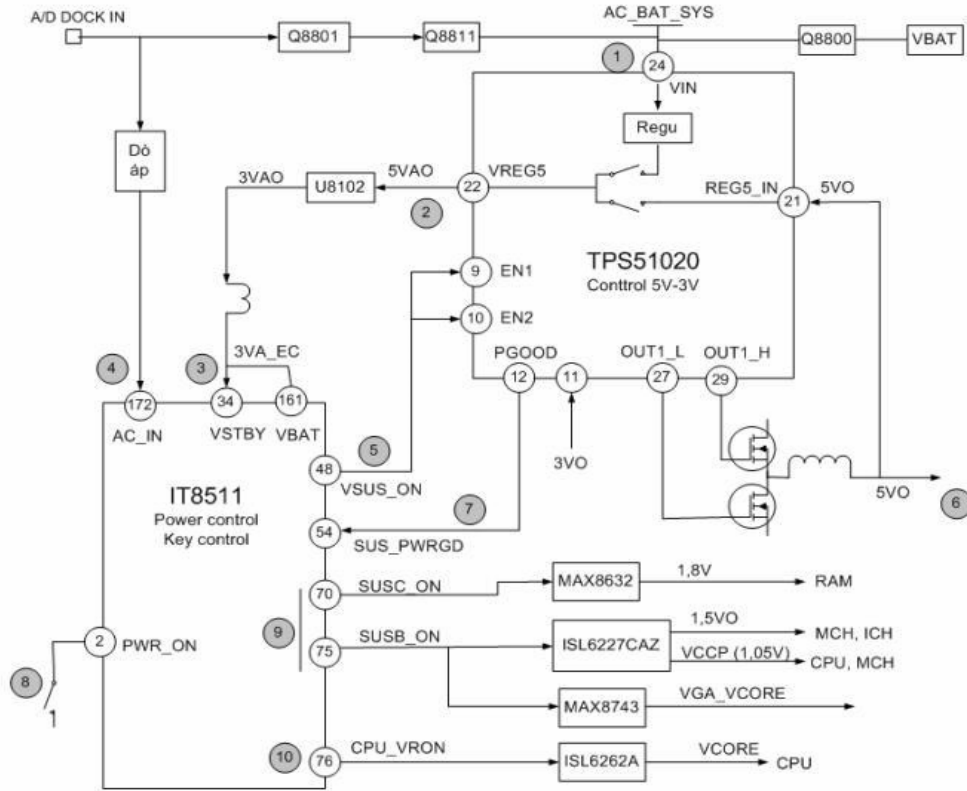 A/D DOCK IN
AC_BAT_SYS
Q8801
Q8811
Q8800
VBAT
1
24
VIN
Dò
áp
Regu
3VAO
U8102
5VAO
22
VREG5
REG5_IN
21
5VO
2
9
EN1
TPS51020
Conttrol 5V-3V
10
EN2
3VA_EC
PGOOD
OUT1_L
OUT1_H
4
3
12
11
27
29
172
34
161
AC_IN
VSTBY
VBAT
5
3VO
48
VSUS_ON
IT8511
Power control
Key control
7
5VO
6
54
SUS_PWRGD
70
SUSC_ON
MAX8632
1,8V
RAM
9
2
PWR_ON
75
SUSB_ON
ISL6227CAZ
1,5VO
MCH, ICH
VCCP (1,05V)
CPU, MCH
8
1
MAX8743
VGA_VCORE
10
76
CPU_VRON
ISL6262A
VCORE
CPU